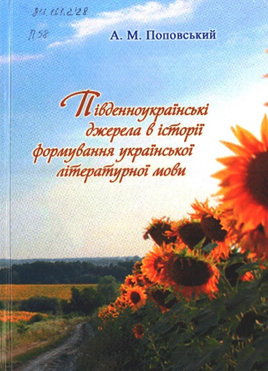 А. М. Поповський
Південноукраїнські
джерела в історії
формування української
літературної мови